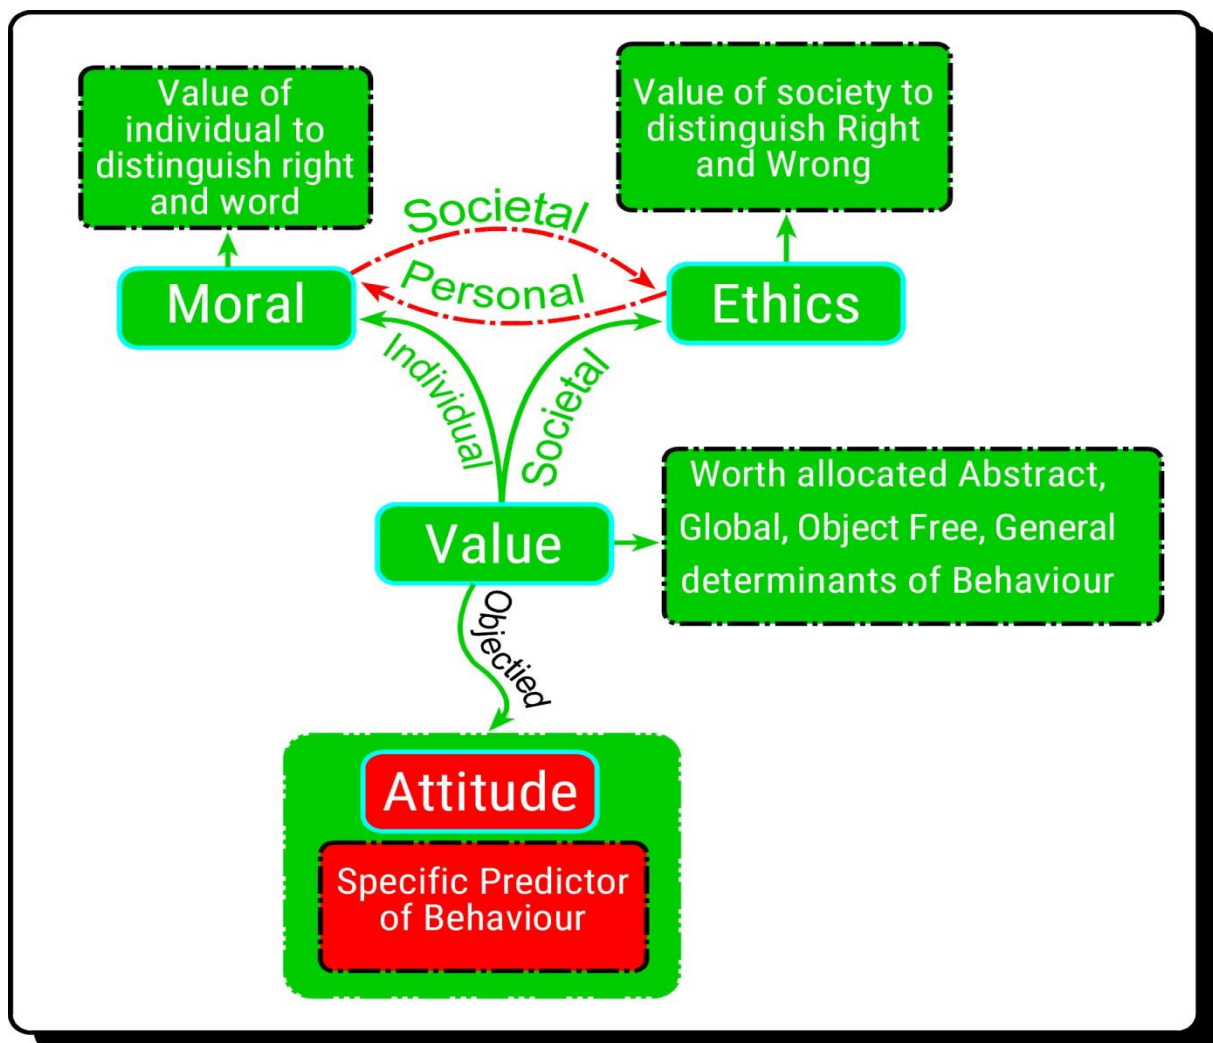 Value of
individual to
distinguish right
and word
Value of society to
distinguish Right
and Wrong
Societal
Personal
Moral
Ethics
Individual
Societal
Value
Worth allocated Abstract,
Global, Object Free, General
determinants of Behaviour
Objectied
Attitude
Specific Predictor
of Behaviour